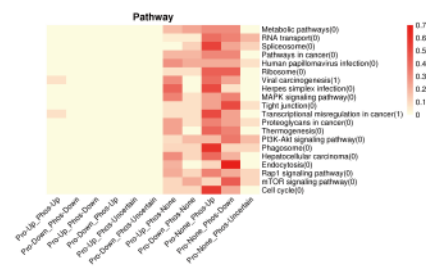 Pathway
Metabolic pathways(0)
RNA transport(0)
Spliceosome(0)
Pathways in cancer(0)
Human papillomavirus infection(0)
Ribosome(0)
Viral carcinogenesis(1)
Herpes simplex infection(0)
MAPK signaling pathway(0)
Tight junction(0)
Transcriptional misregulation in cancer(1)
Proteoglycans in cancer(0)
Thermogenesis(0)
PI3K-Akt signaling pathway(0)
Phagosome(0)
Hepatocellular carcinoma(0)
Endocytosis(0)
Rap1 signaling pathway(0)
mTOR signaling pathway(0)
Cell cycle(0)
0.7
0.6
0.5
0.4
0.3
0.2
0.1
0
Pro-Up_Phos-Up
Pro-Down_Phos-Down
Pro-Up_Phos-Down
Pro-Down_Phos-Up
Pro-Up_Phos-Uncertain
Pro-Down_Phos-Uncertain
Pro-Up_Phos-None
Pro-Down_Phos-None
Pro-None_Phos-Up
Pro-None_Phos-Down
Pro-None_Phos-Uncertain